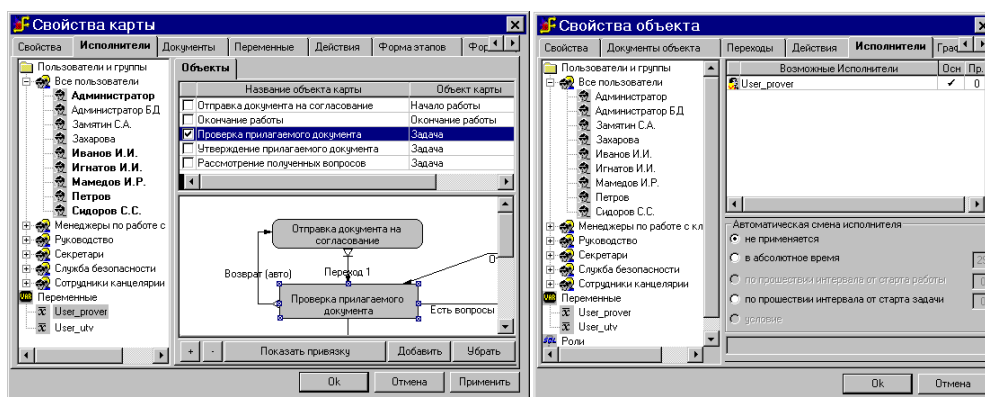 Свойства карты
Свойства Исполнители Документы Переменные Действия Форма этапов
Пользователи и группы
Все пользователи
Администратор
Администратор БД
Замятин С.А.
Захарова
Иванов И.И.
Игнатов И.И.
Мамедов И.Р.
Петров
Сидоров С.С.
Менеджеры по работе с
Руководство
Секретари
Служба безопасности
Сотрудники канцелярии
VAR Переменные
User_prover
User_utv
Объекты
Название объекта карты Объект карты
Отправка документа на согласование Начало работы
Окончание работы Окончание работы
Проверка прилагаемого документа Задача
Утверждение прилагаемого документа Задача
Рассмотрение полученных вопросов Задача
Отправка документа на
согласование
Возврат (авто) Переход 1
Проверка прилагаемого
документа
Есть вопросы
+ - Показать привязку Добавить Убрать
Ok Отмена Применить
Свойства объекта
Свойства Документы объекта Переходы Действия Исполнители
Пользователи и группы
Все пользователи
Администратор
Администратор БД
Замятин С.А.
Захарова
Иванов И.И.
Игнатов И.И.
Мамедов И.Р.
Петров
Сидоров С.С.
Менеджеры по работе с кл
Руководство
Секретари
Служба безопасности
Сотрудники канцелярии
VAR Переменные
User_prover
User_utv
Роли
Возможные Исполнители Осн Пр.
User_prover 0
Автоматическая смена исполнителя
не применяется
в абсолютное время
по прошествии интервала от старта работы
по прошествии интервала от старта задачи
условие
Ok Отмена